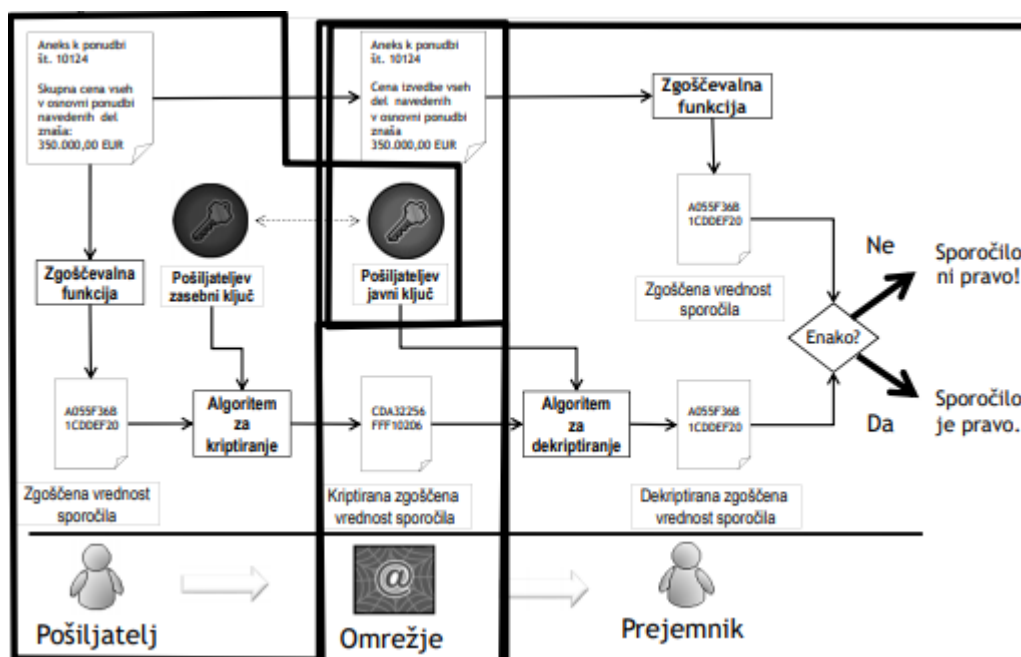 Aneks k ponudbi
št. 10124
Skupna cena vseh
v osnovni ponudbi
navedenih del
znaša:
350.000,00 EUR
Aneks k ponudbi
št. 10124
Cena izvedbe vseh
del navedenih
v osnovni ponudbi
znaša
350.000,00 EUR
Zgoščevalna
funkcija
A055F36B
1CDDEF20
Zgoščena vrednost
sporočila
Zgoščevalna
funkcija
Pošiljateljev
zasebni ključ
Pošiljateljev
javni ključ
Ne
Sporočilo
ni pravo!
Enako?
Da
Sporočilo
je pravo.
A055F36B
1CDDEF20
Zgoščena vrednost
sporočila
Algoritem
za
kriptiranje
CDA32256
FFF10206
Kriptirana zgoščena
vrednost sporočila
Algoritem
za
dekriptiranje
A055F36B
1CDDEF20
Dekriptirana zgoščena
vrednost sporočila
@
Pošiljatelj
Omrežje
Prejemnik